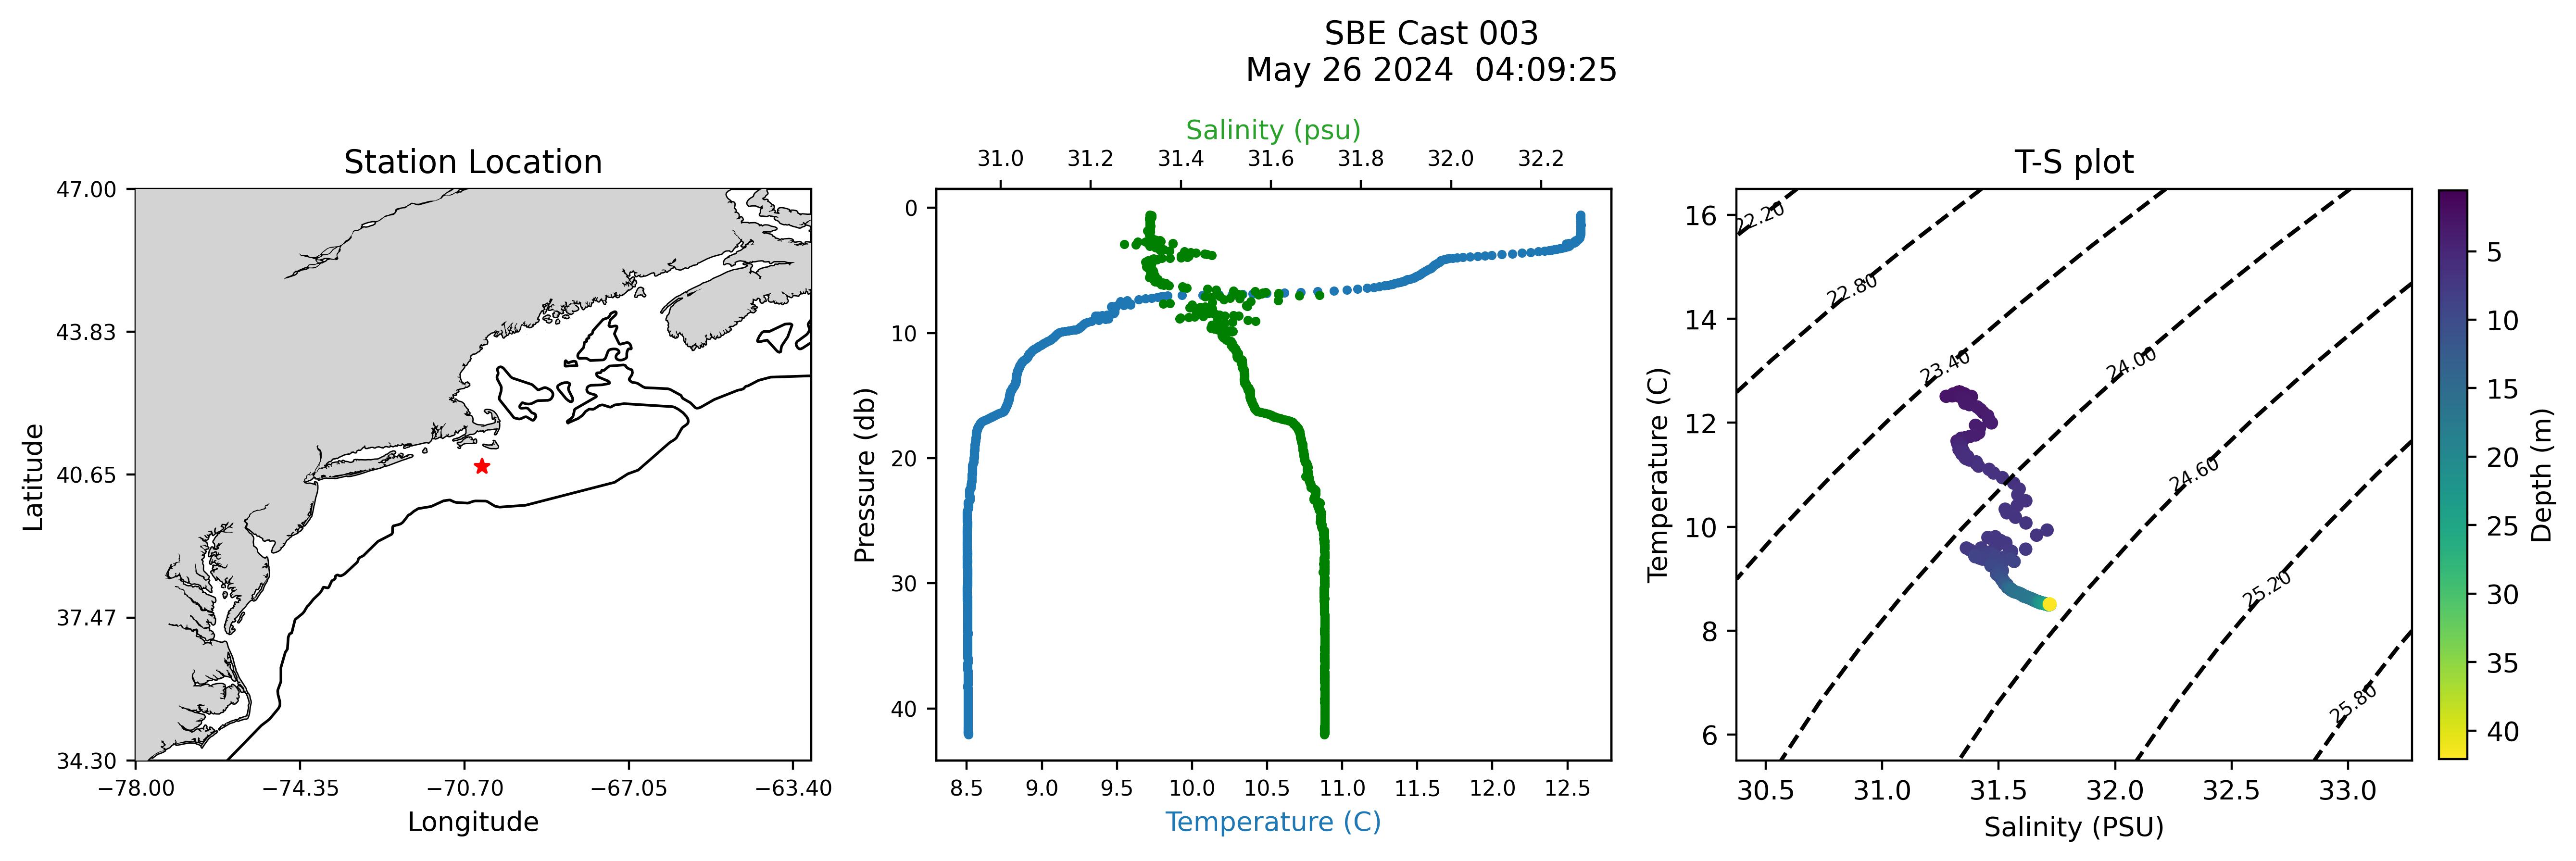 SBE Cast 003
May 26 2024  04:09:25
Station Location
47.00
43.83
40.65
37.47
34.30
Latitude
−78.00 −74.35 −70.70 −67.05 −63.40
Longitude
Salinity (psu)
31.0 31.2 31.4 31.6 31.8 32.0 32.2
0
10
20
30
40
Pressure (db)
8.5 9.0 9.5 10.0 10.5 11.0 11.5 12.0 12.5
Temperature (C)
T-S plot
16
14
12
10
8
6
Temperature (C)
22.20
22.80
23.40
24.00
24.60
25.20
25.80
30.5 31.0 31.5 32.0 32.5 33.0
Salinity (PSU)
5
10
15
20
25
30
35
40
Depth (m)